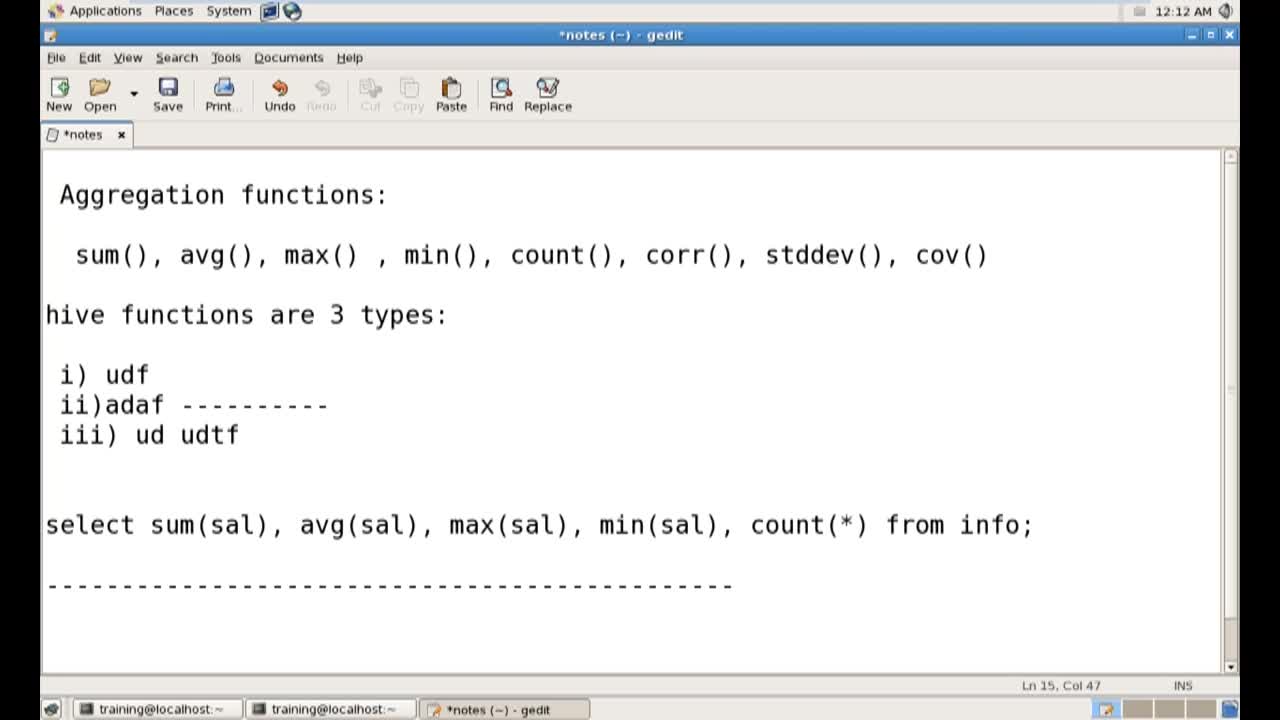 Applications Places System 12:12 AM
*notes (~) - gedit
File Edit View Search Tools Documents Help
New Open Save Print... Undo Redo Cut Copy Paste Find Replace
*notes
Aggregation functions:
sum(), avg(), max() , min(), count(), corr(), stddev(), cov()
hive functions are 3 types:
i) udf
ii)adaf ----------
iii) ud udtf
select sum(sal), avg(sal), max(sal), min(sal), count(*) from info;
----------------------------------------------
Ln 15, Col 47 INS
training@localhost:~ training@localhost:~ *notes (~) - gedit